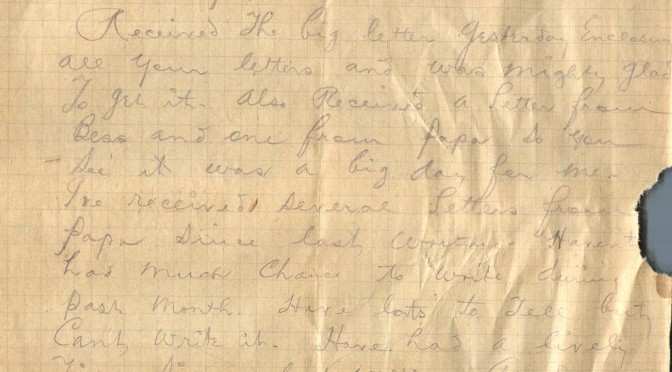 Received The big letter Yesterday Enclosing
all Your letters and was mighty glad
To get it. Also Received a letter from
Bess and one from Papa So You
See it was a big day for me.
I've received Several Letters from
Papa Since last writing. Haven't
had much Chance to write during
past month. Have lots to Tell but
Can't write it. Have had a lively